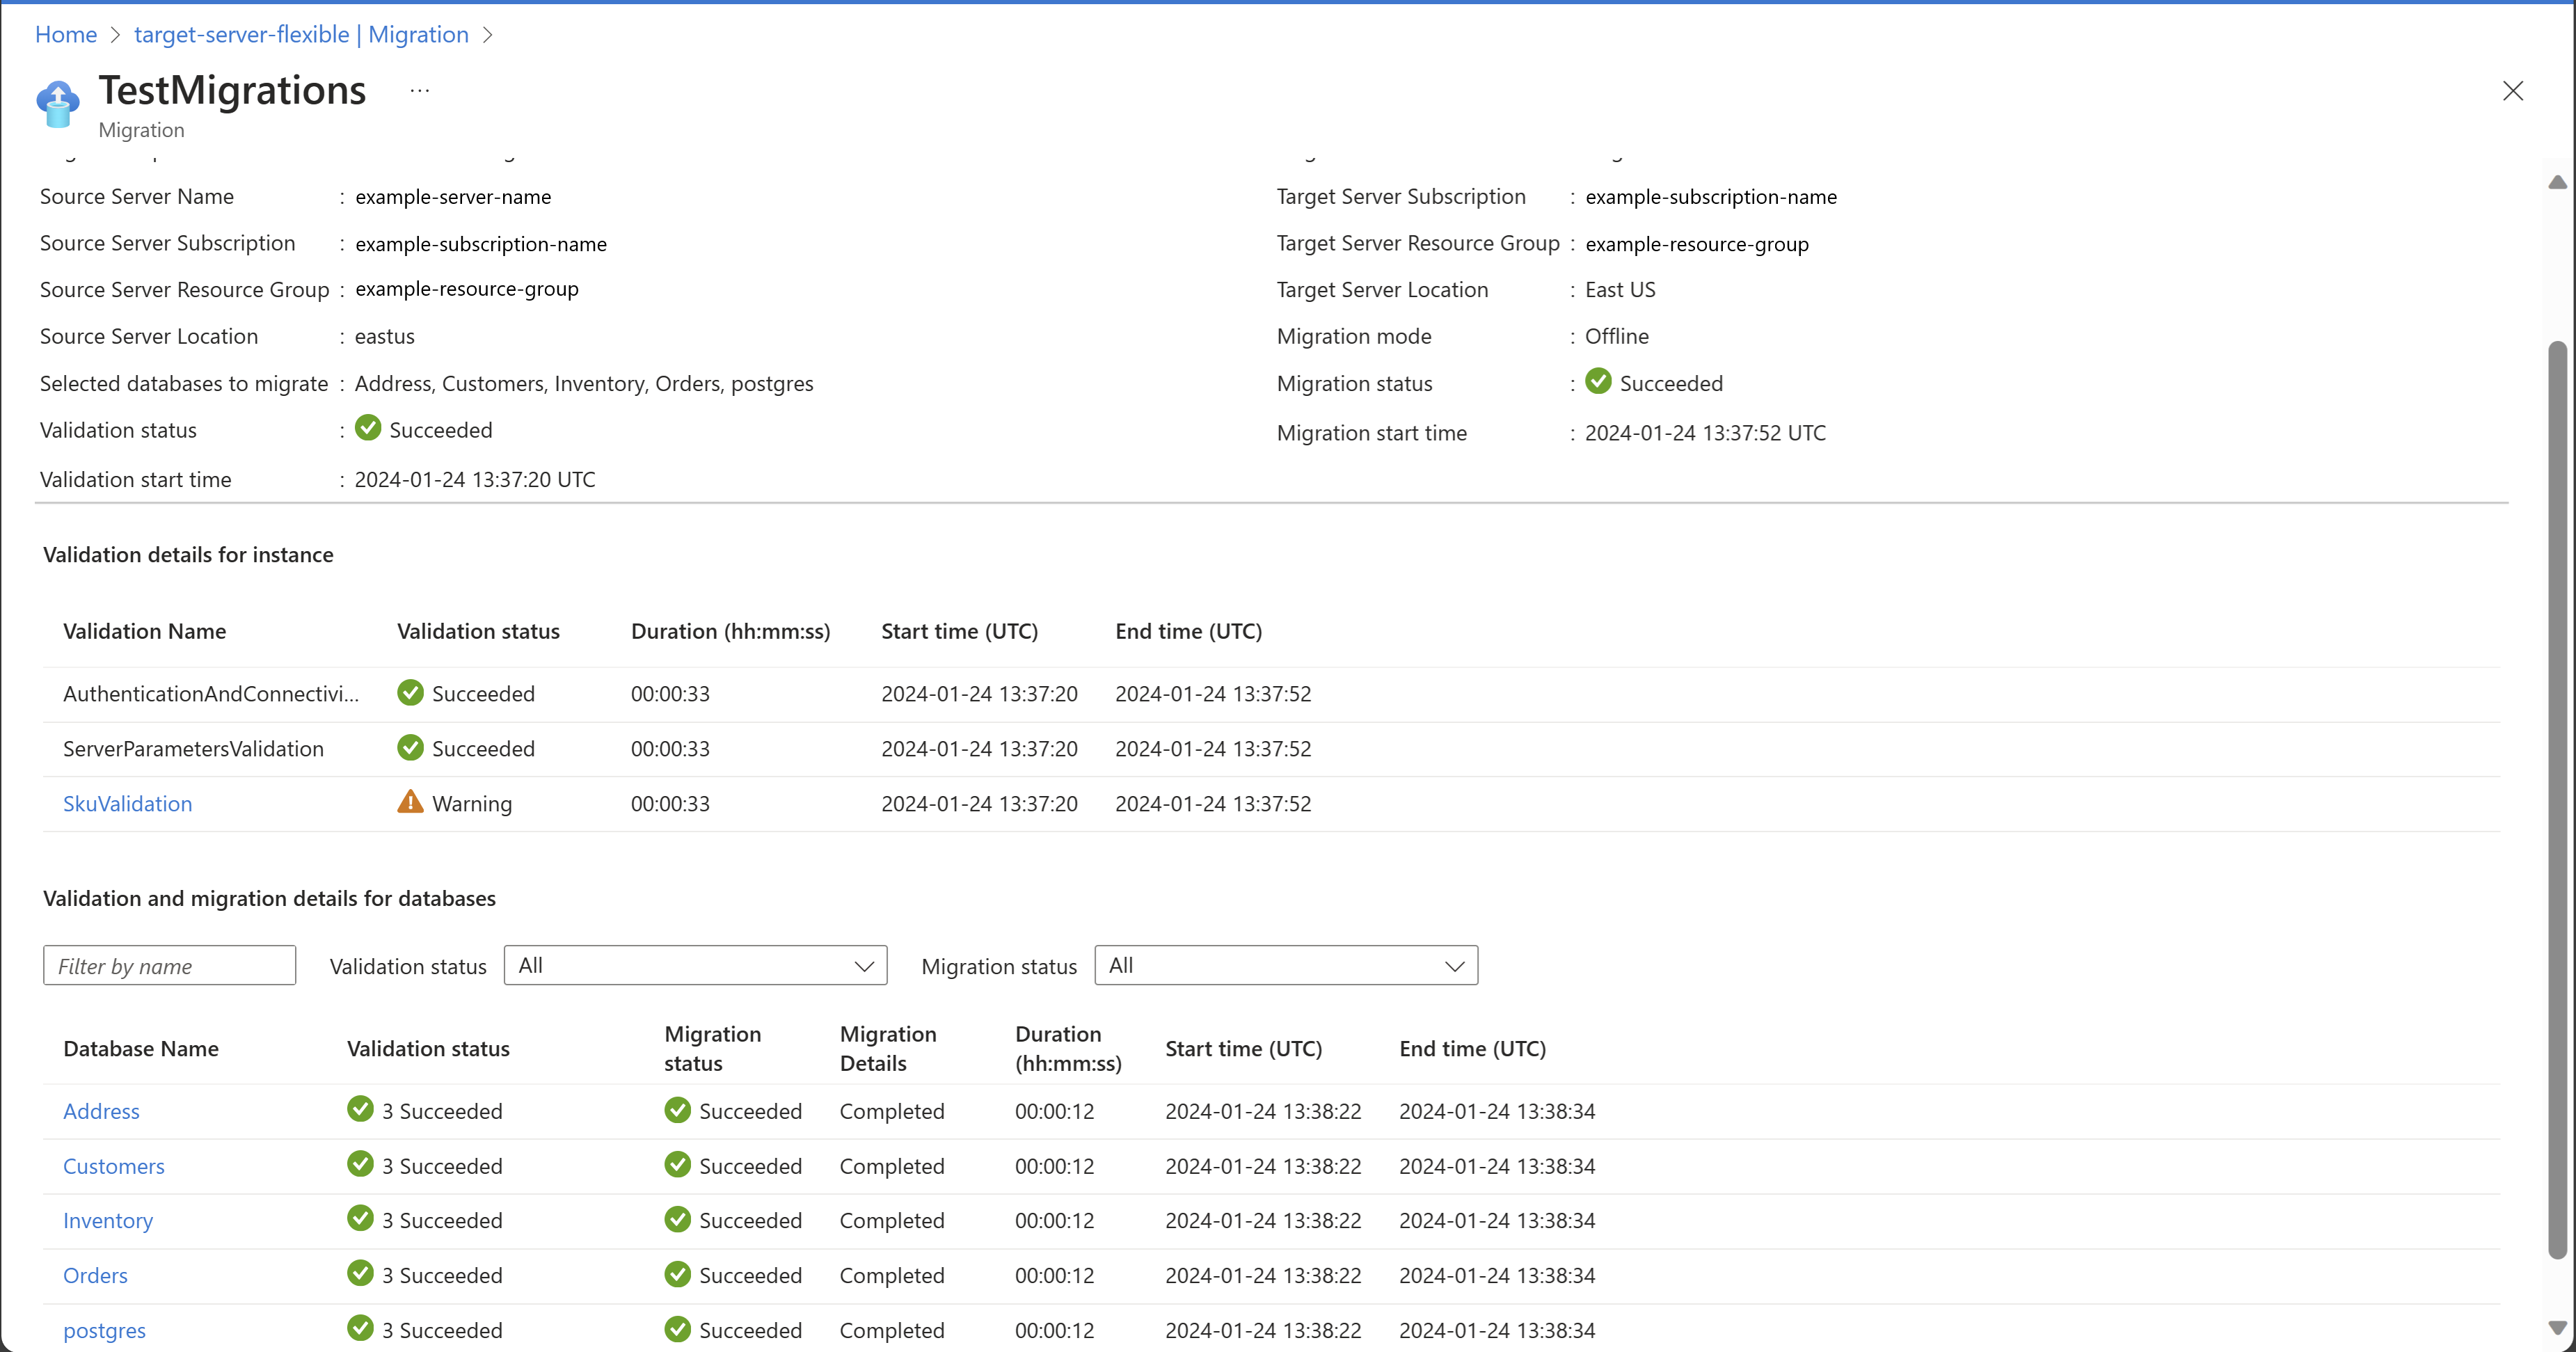 Home > target-server-flexible | Migration >
TestMigrations ...
Migration
Source Server Name : example-server-name
Source Server Subscription : example-subscription-name
Source Server Resource Group : example-resource-group
Source Server Location : eastus
Selected databases to migrate : Address, Customers, Inventory, Orders, postgres
Validation status : Succeeded
Validation start time : 2024-01-24 13:37:20 UTC
Target Server Subscription : example-subscription-name
Target Server Resource Group : example-resource-group
Target Server Location : East US
Migration mode : Offline
Migration status : Succeeded
Migration start time : 2024-01-24 13:37:52 UTC
Validation details for instance
Validation Name Validation status Duration (hh:mm:ss) Start time (UTC) End time (UTC)
AuthenticationAndConnectivi... Succeeded 00:00:33 2024-01-24 13:37:20 2024-01-24 13:37:52
ServerParametersValidation Succeeded 00:00:33 2024-01-24 13:37:20 2024-01-24 13:37:52
SkuValidation Warning 00:00:33 2024-01-24 13:37:20 2024-01-24 13:37:52
Validation and migration details for databases
Filter by name Validation status All Migration status All
Database Name Validation status Migration status Migration Details Duration (hh:mm:ss) Start time (UTC) End time (UTC)
Address 3 Succeeded Succeeded Completed 00:00:12 2024-01-24 13:38:22 2024-01-24 13:38:34
Customers 3 Succeeded Succeeded Completed 00:00:12 2024-01-24 13:38:22 2024-01-24 13:38:34
Inventory 3 Succeeded Succeeded Completed 00:00:12 2024-01-24 13:38:22 2024-01-24 13:38:34
Orders 3 Succeeded Succeeded Completed 00:00:12 2024-01-24 13:38:22 2024-01-24 13:38:34
postgres 3 Succeeded Succeeded Completed 00:00:12 2024-01-24 13:38:22 2024-01-24 13:38:34